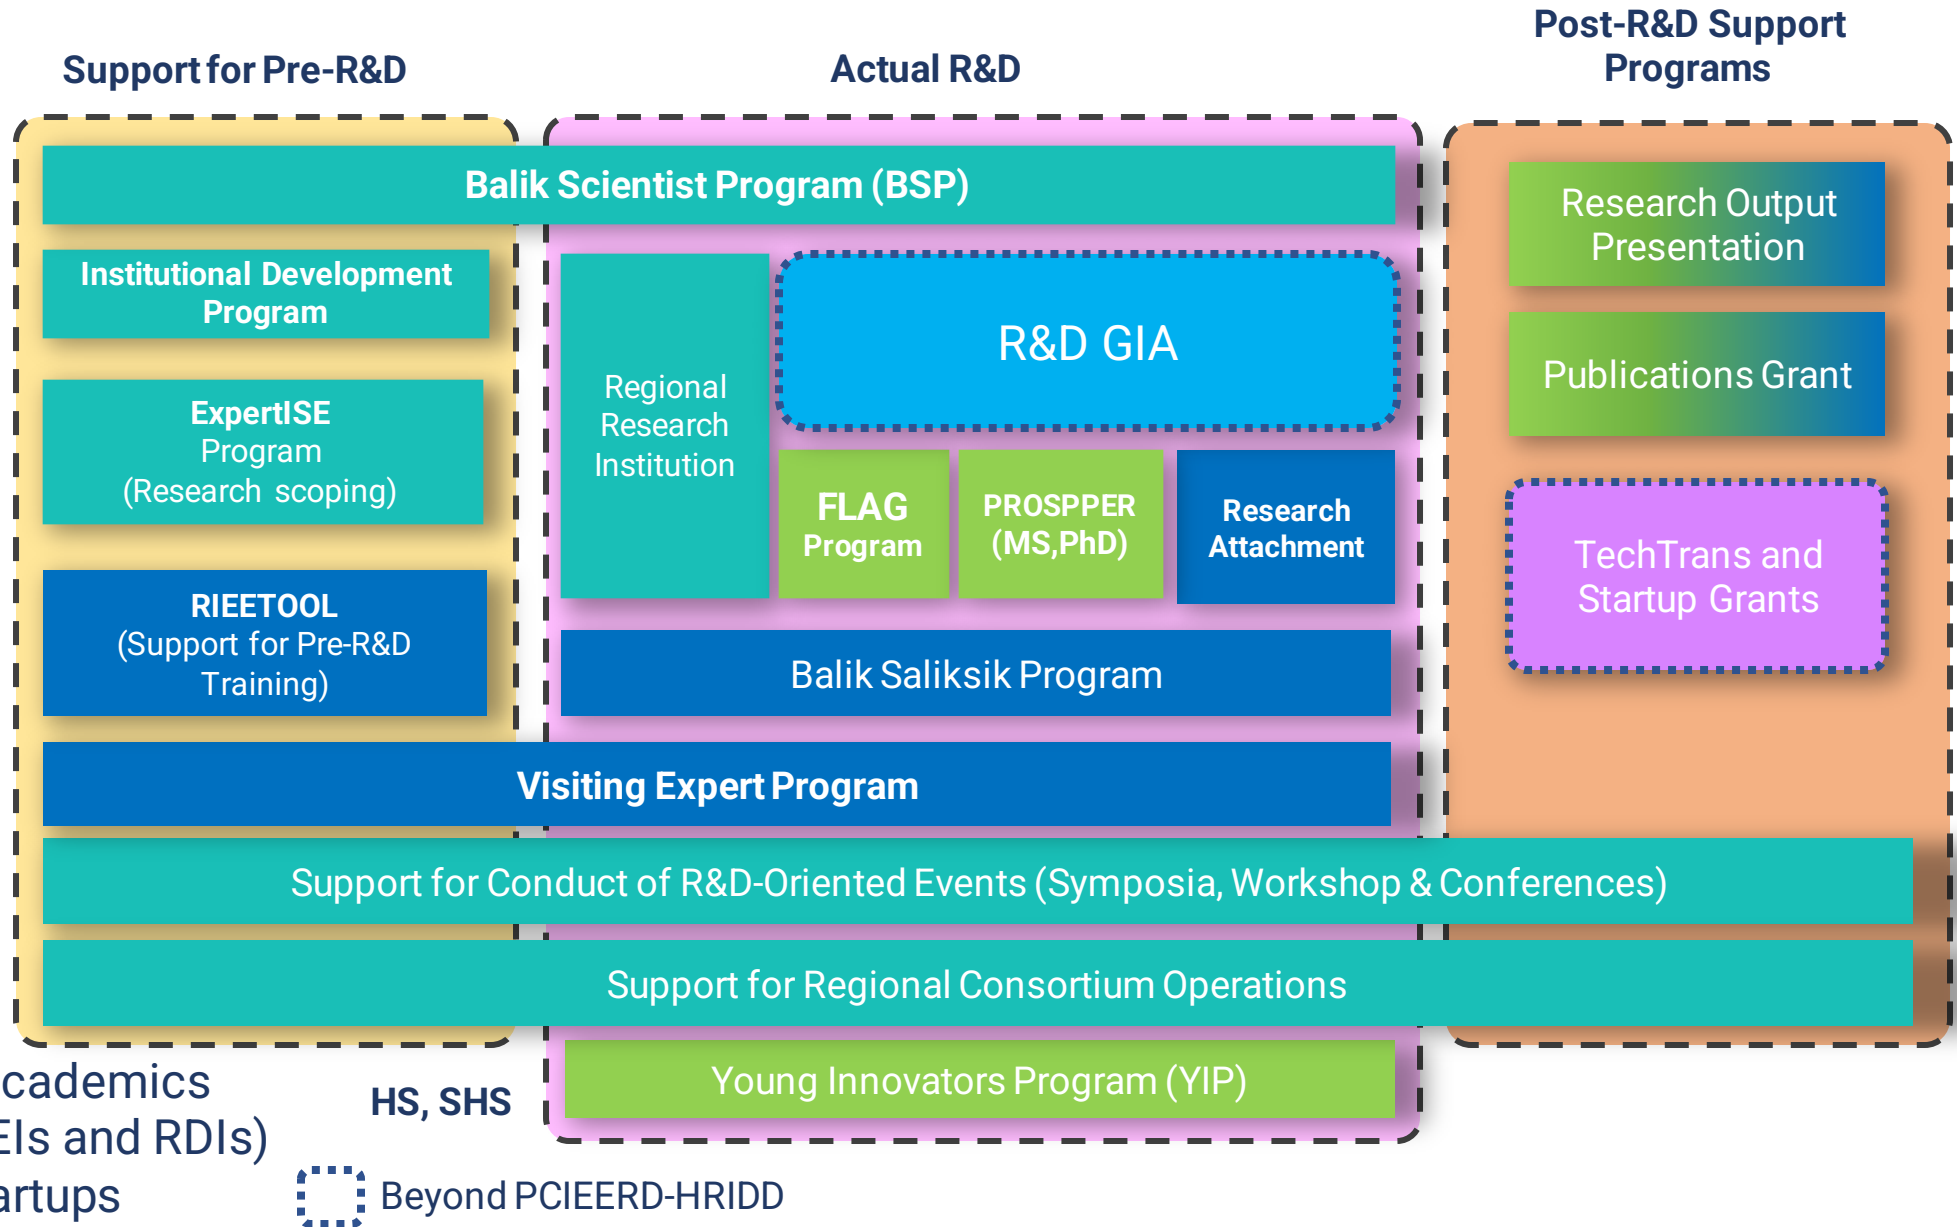 Support for Pre-R&D
Actual R&D
Post-R&D Support
Programs
Balik Scientist Program (BSP)
Institutional Development
Program
ExpertISE
Program
(Research scoping)
RIEETOOL
(Support for Pre-R&D
Training)
Regional
Research
Institution
R&D GIA
FLAG
Program
PROSPPER
(MS,PhD)
Research
Attachment
Balik Saliksik Program
Research Output
Presentation
Publications Grant
TechTrans and
Startup Grants
Visiting Expert Program
Support for Conduct of R&D-Oriented Events (Symposia, Workshop & Conferences)
Support for Regional Consortium Operations
Young Innovators Program (YIP)
HS, SHS
cademics
EIs and RDIs)
artups
Beyond PCIEERD-HRIDD